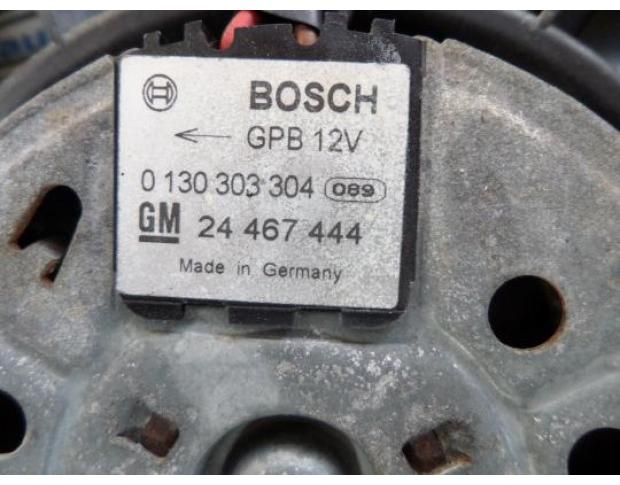 BOSCH
← GPB 12V
0 130 303 304 089
GM 24 467 444
Made in Germany